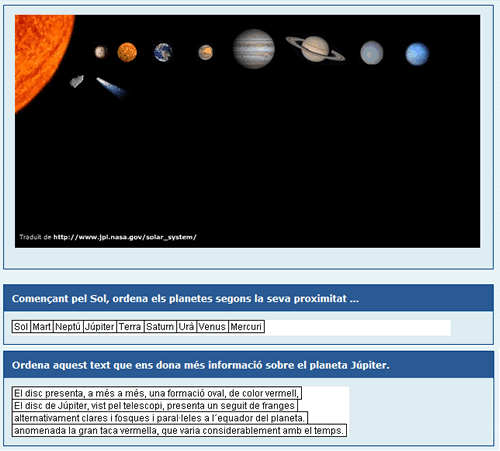 Traduït de http://www.jpl.nasa.gov/solar_system/
Començant pel Sol, ordena els planetes segons la seva proximitat ...
Sol Mart Neptú Júpiter Terra Saturn Urà Venus Mercuri
Ordena aquest text que ens dona més informació sobre el planeta Júpiter.
El disc presenta, a més a més, una formació oval, de color vermell,
El disc de Júpiter, vist pel telescopi, presenta un seguit de franges
alternativament clares i fosques i paral·leles a l´equador del planeta.
anomenada la gran taca vermella, que varia considerablement amb el temps.